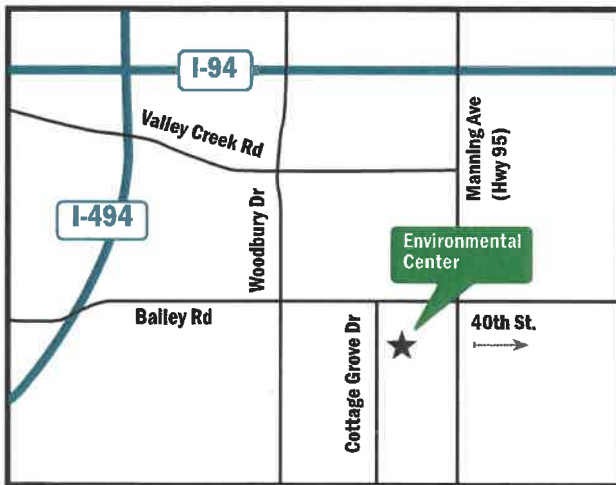 I-94
Valley Creek Rd
Manning Ave
(Hwy 95)
I-494
Woodbury Dr
Environmental
Center
Bailey Rd
Cottage Grove Dr
40th St.